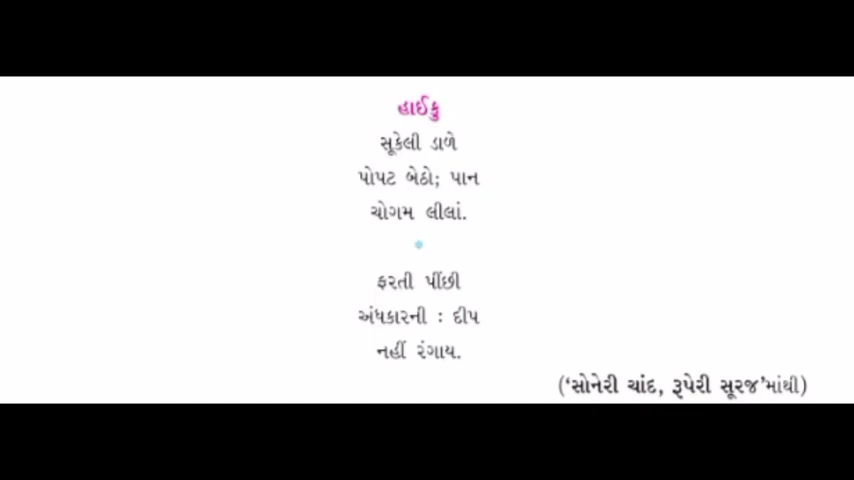 હાઈકુ
સૂકેલી ડાળે
પોપટ બેઠો; પાન
ચોગમ લીલાં.
ફરતી પીંછી
અંધકારની : દીપ
નહીં રંગાય.
('સોનેરી ચાંદ, રૂપેરી સૂરજ'માંથી)